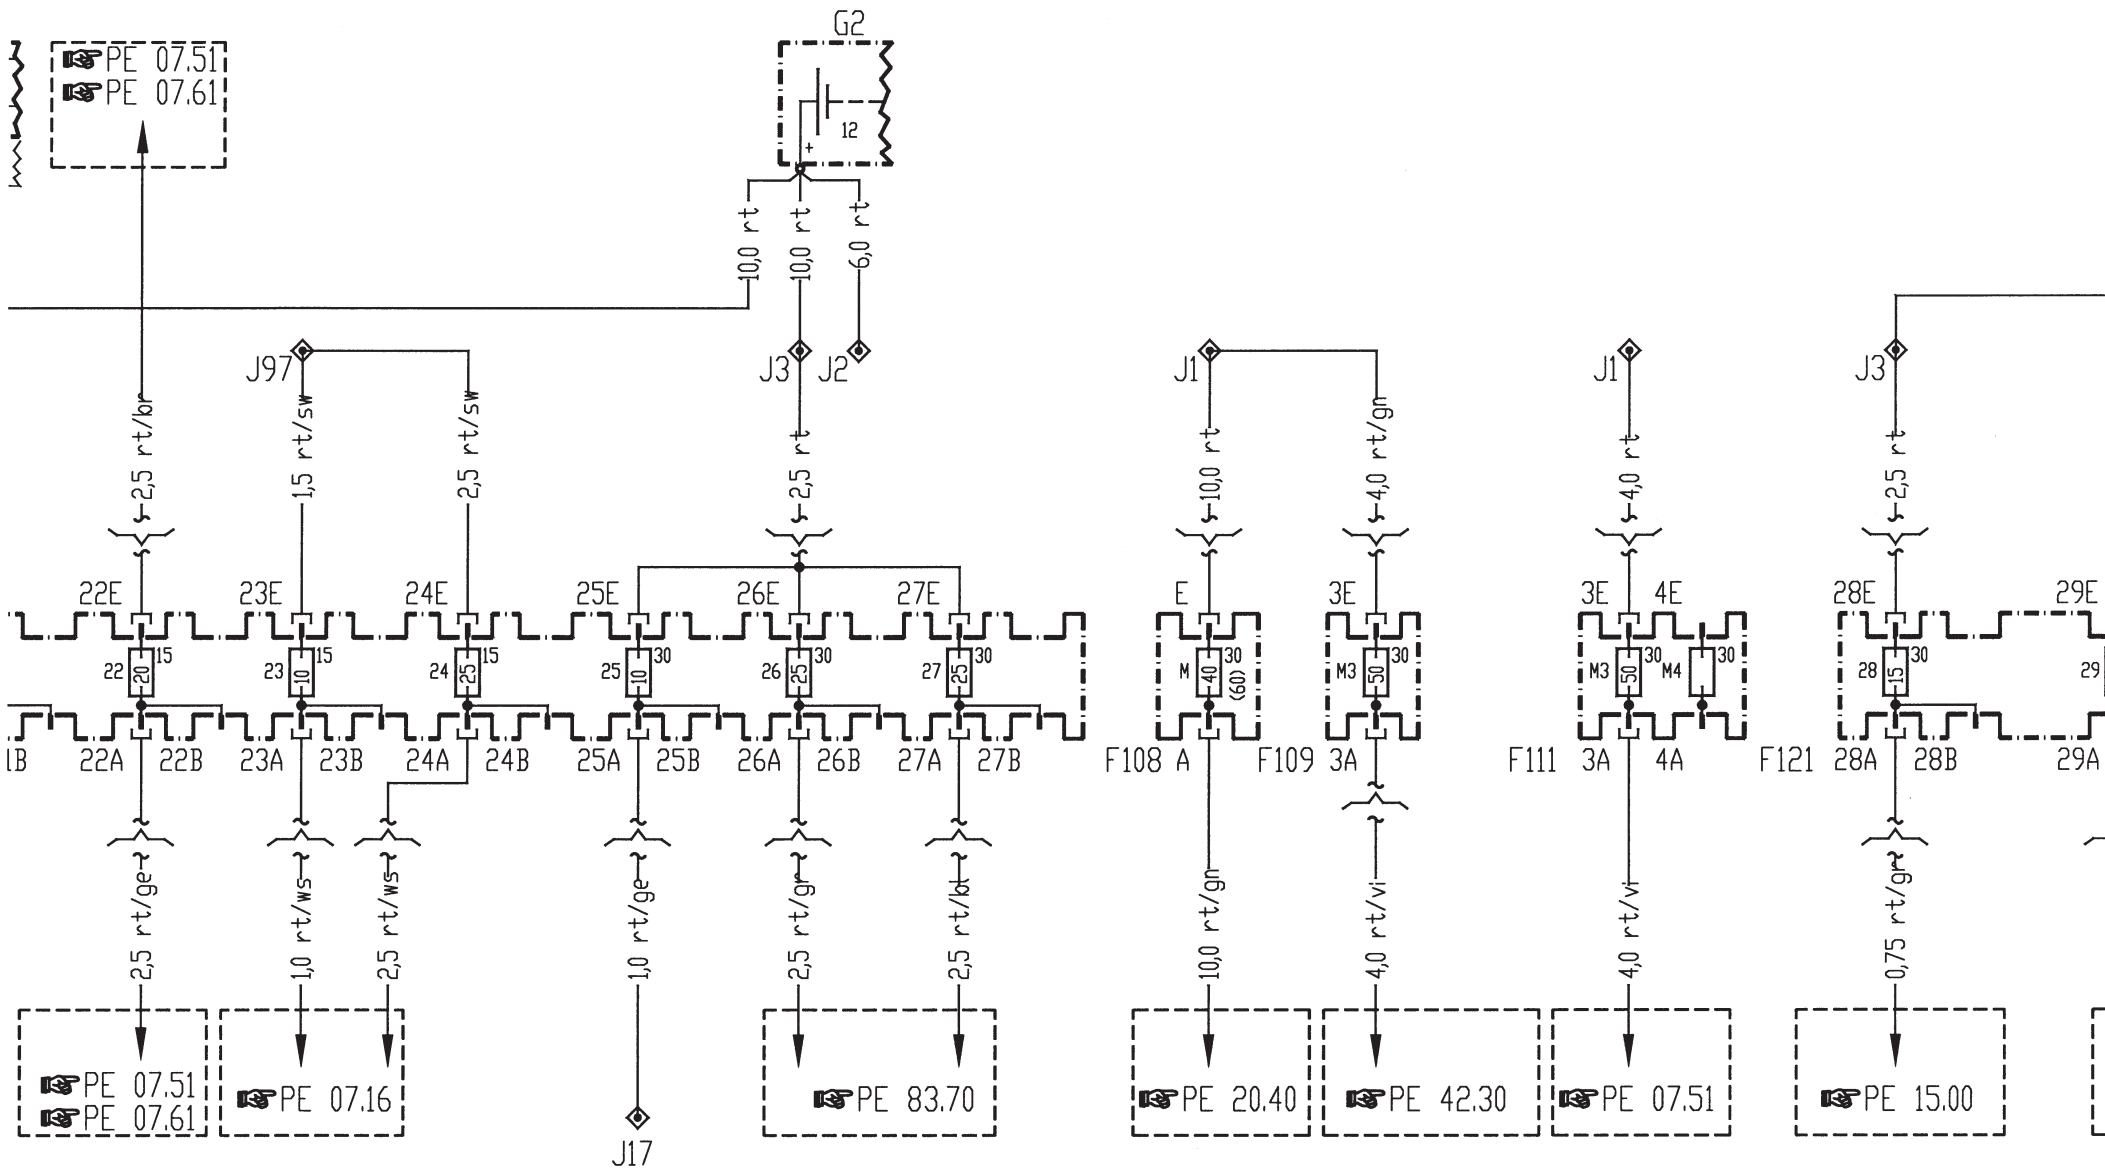 G2
PE 07.51
PE 07.61
12
+
10,0 rt
10,0 rt
6,0 rt
J97
J3
J2
J1
J1
J3
2,5 rt/br
1,5 rt/sw
2,5 rt/sw
2,5 rt
10,0 rt
4,0 rt/gn
4,0 rt
2,5 rt
22E
23E
24E
25E
26E
27E
E
3E
3E
4E
28E
29E
22
20
15
23
10
15
24
25
15
25
10
30
26
25
30
27
25
30
M
40
30
(60)
M3
50
30
M3
50
30
M4
30
28
15
30
29
1B
22A
22B
23A
23B
24A
24B
25A
25B
26A
26B
27A
27B
F108
A
F109
3A
F111
3A
4A
F121
28A
28B
29A
2,5 rt/ge
1,0 rt/ws
2,5 rt/ws
1,0 rt/ge
2,5 rt/gr
2,5 rt/bl
10,0 rt/gn
4,0 rt/vi
4,0 rt/vi
0,75 rt/gr
PE 07.51
PE 07.61
PE 07.16
PE 83.70
PE 20.40
PE 42.30
PE 07.51
PE 15.00
J17